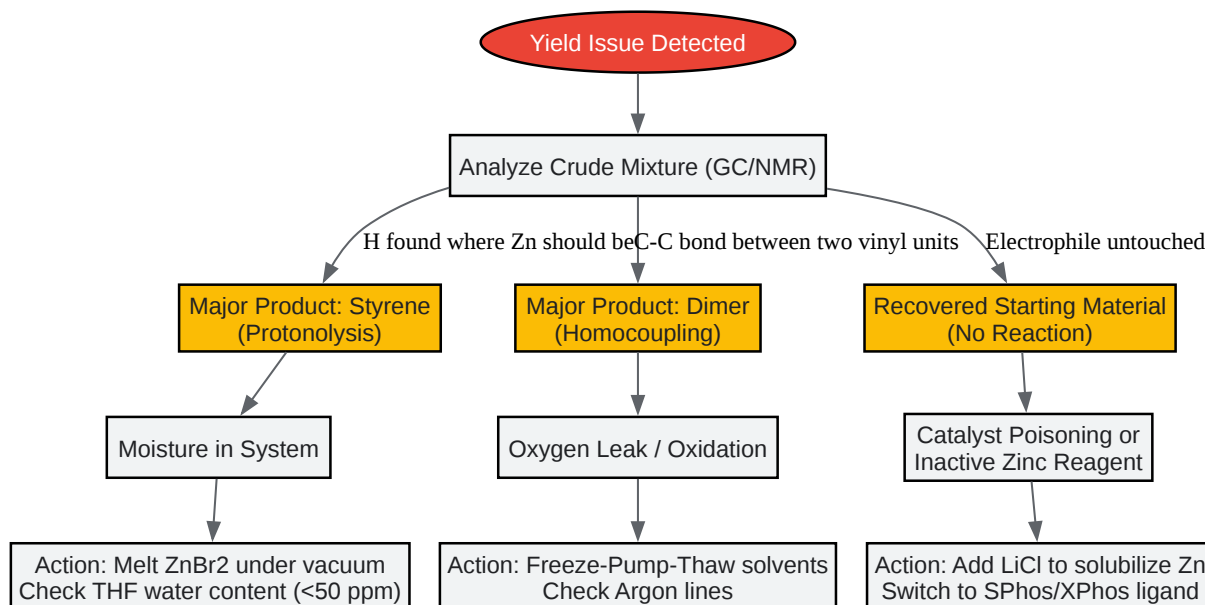 Yield Issue Detected
Analyze Crude Mixture (GC/NMR)
H found where Zn should be
C-C bond between two vinyl units
Electrophile untouched
Major Product: Styrene
(Protonolysis)
Major Product: Dimer
(Homocoupling)
Recovered Starting Material
(No Reaction)
Moisture in System
Oxygen Leak / Oxidation
Catalyst Poisoning or
Inactive Zinc Reagent
Action: Melt ZnBr2 under vacuum
Check THF water content (<50 ppm)
Action: Freeze-Pump-Thaw solvents
Check Argon lines
Action: Add LiCl to solubilize Zn
Switch to SPhos/XPhos ligand